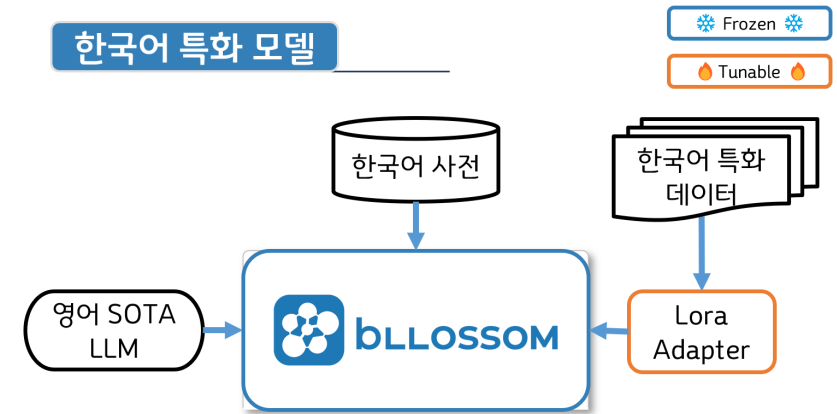 한국어 특화 모델
Frozen
Tunable
한국어 사전
한국어 특화
데이터
영어 SOTA
LLM
bLLOSSOM
Lora
Adapter